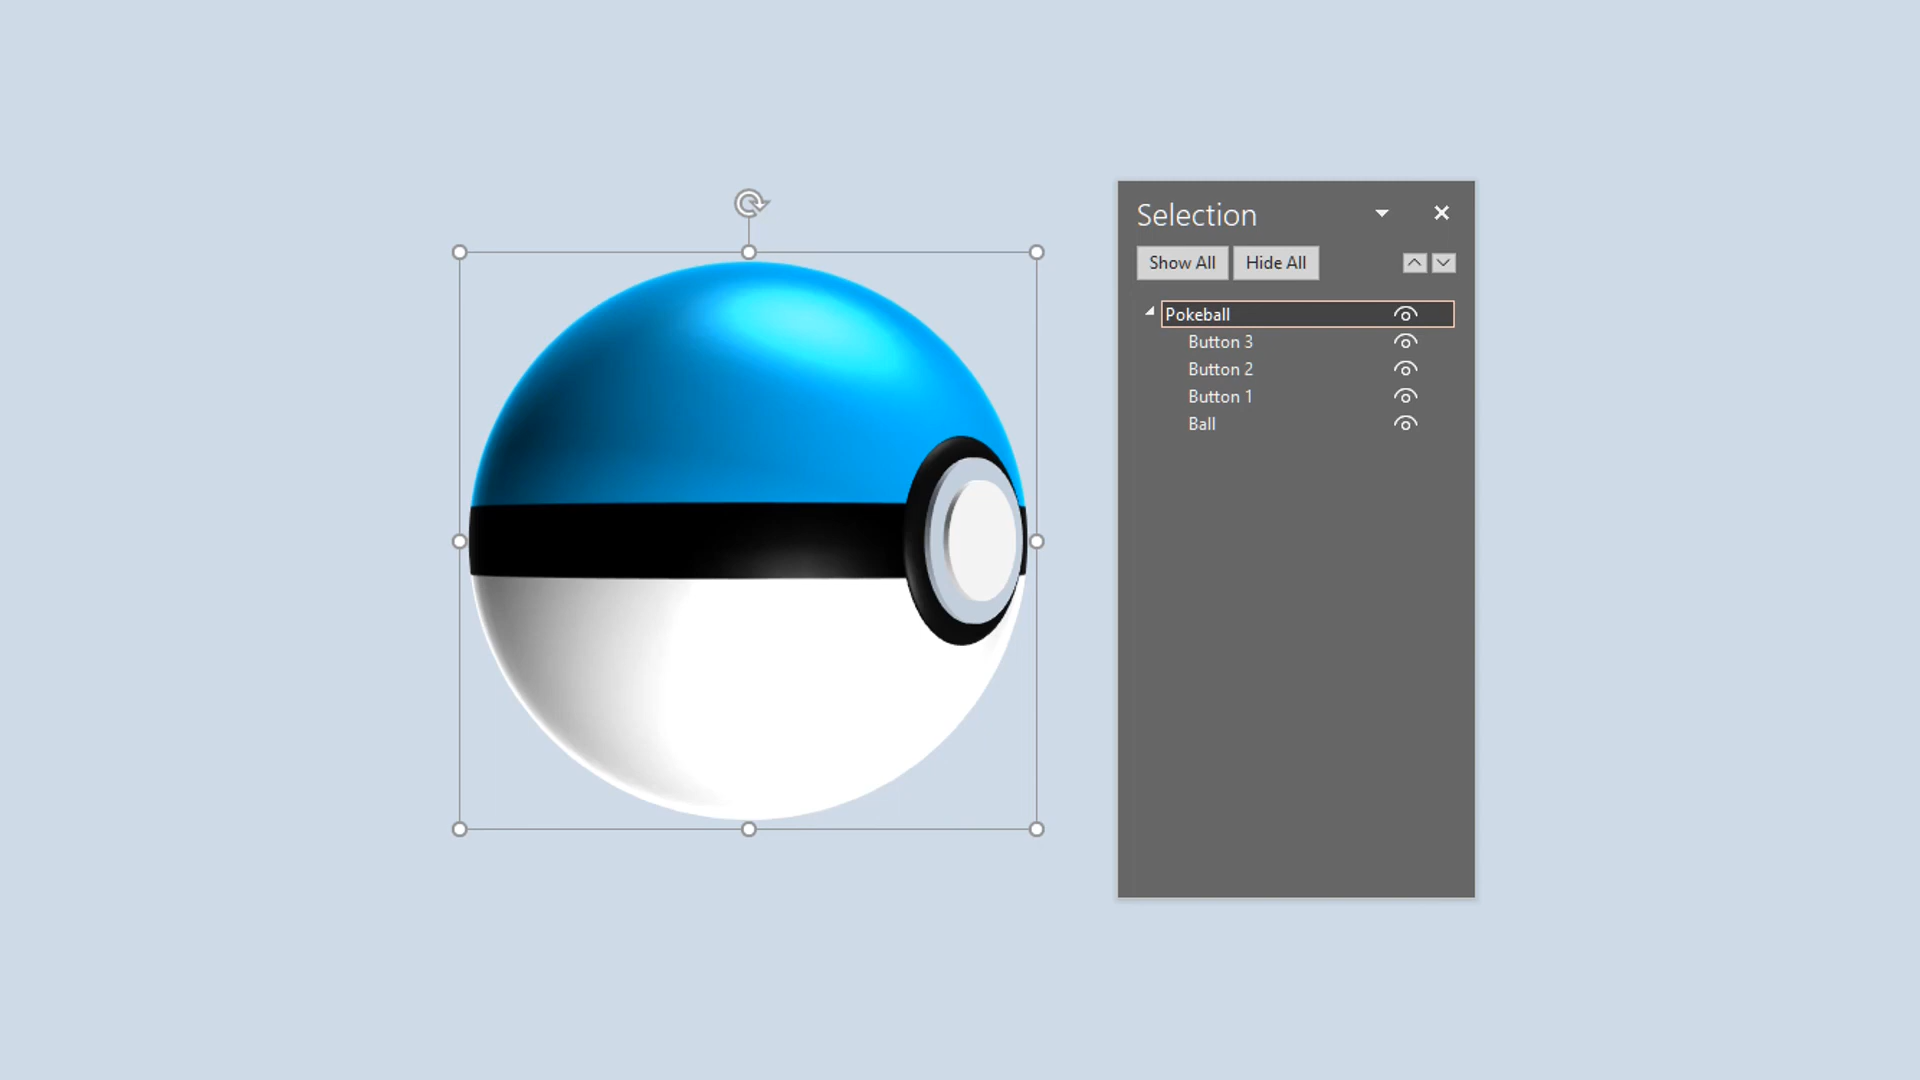 Selection
Show All
Hide All
Pokeball
Button 3
Button 2
Button 1
Ball